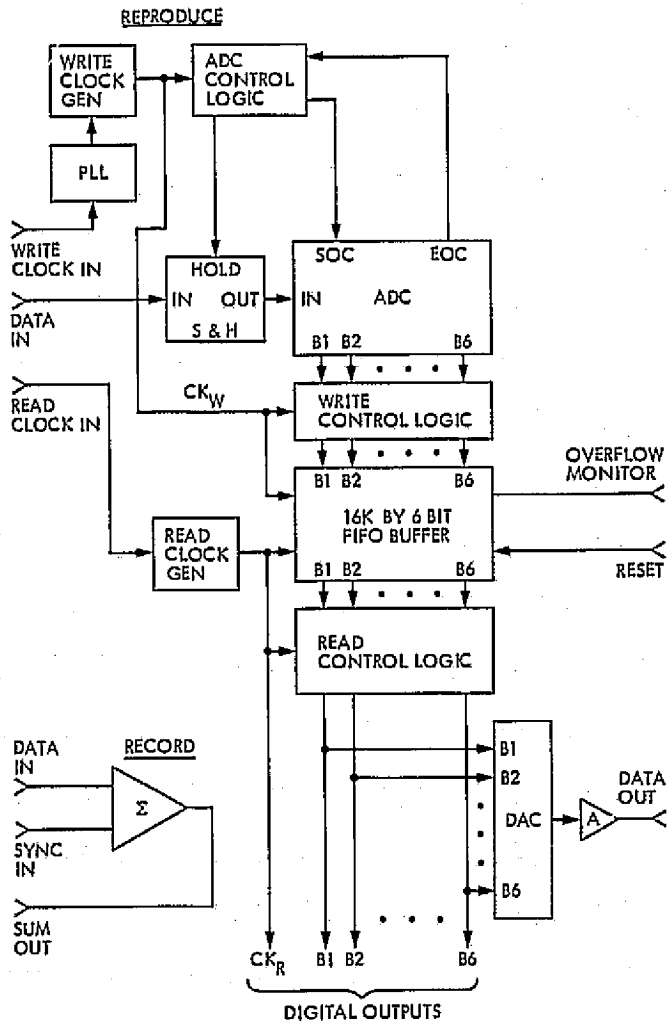 REPRODUCE
WRITE
CLOCK
GEN
ADC
CONTROL
LOGIC
PLL
WRITE
CLOCK IN
DATA
IN
HOLD
IN OUT
S & H
SOC EOC
IN ADC
B1 B2 • • • B6
READ
CLOCK IN
CKW
WRITE
CONTROL LOGIC
• • •
B1 B2 B6
16K BY 6 BIT
FIFO BUFFER
B1 B2 B6
• • •
OVERFLOW
MONITOR
RESET
READ
CLOCK
GEN
READ
CONTROL LOGIC
DATA
IN
RECORD
Σ
SYNC
IN
SUM
OUT
B1
B2
DAC
B6
A
DATA
OUT
• • •
CKR B1 B2 B6
DIGITAL OUTPUTS